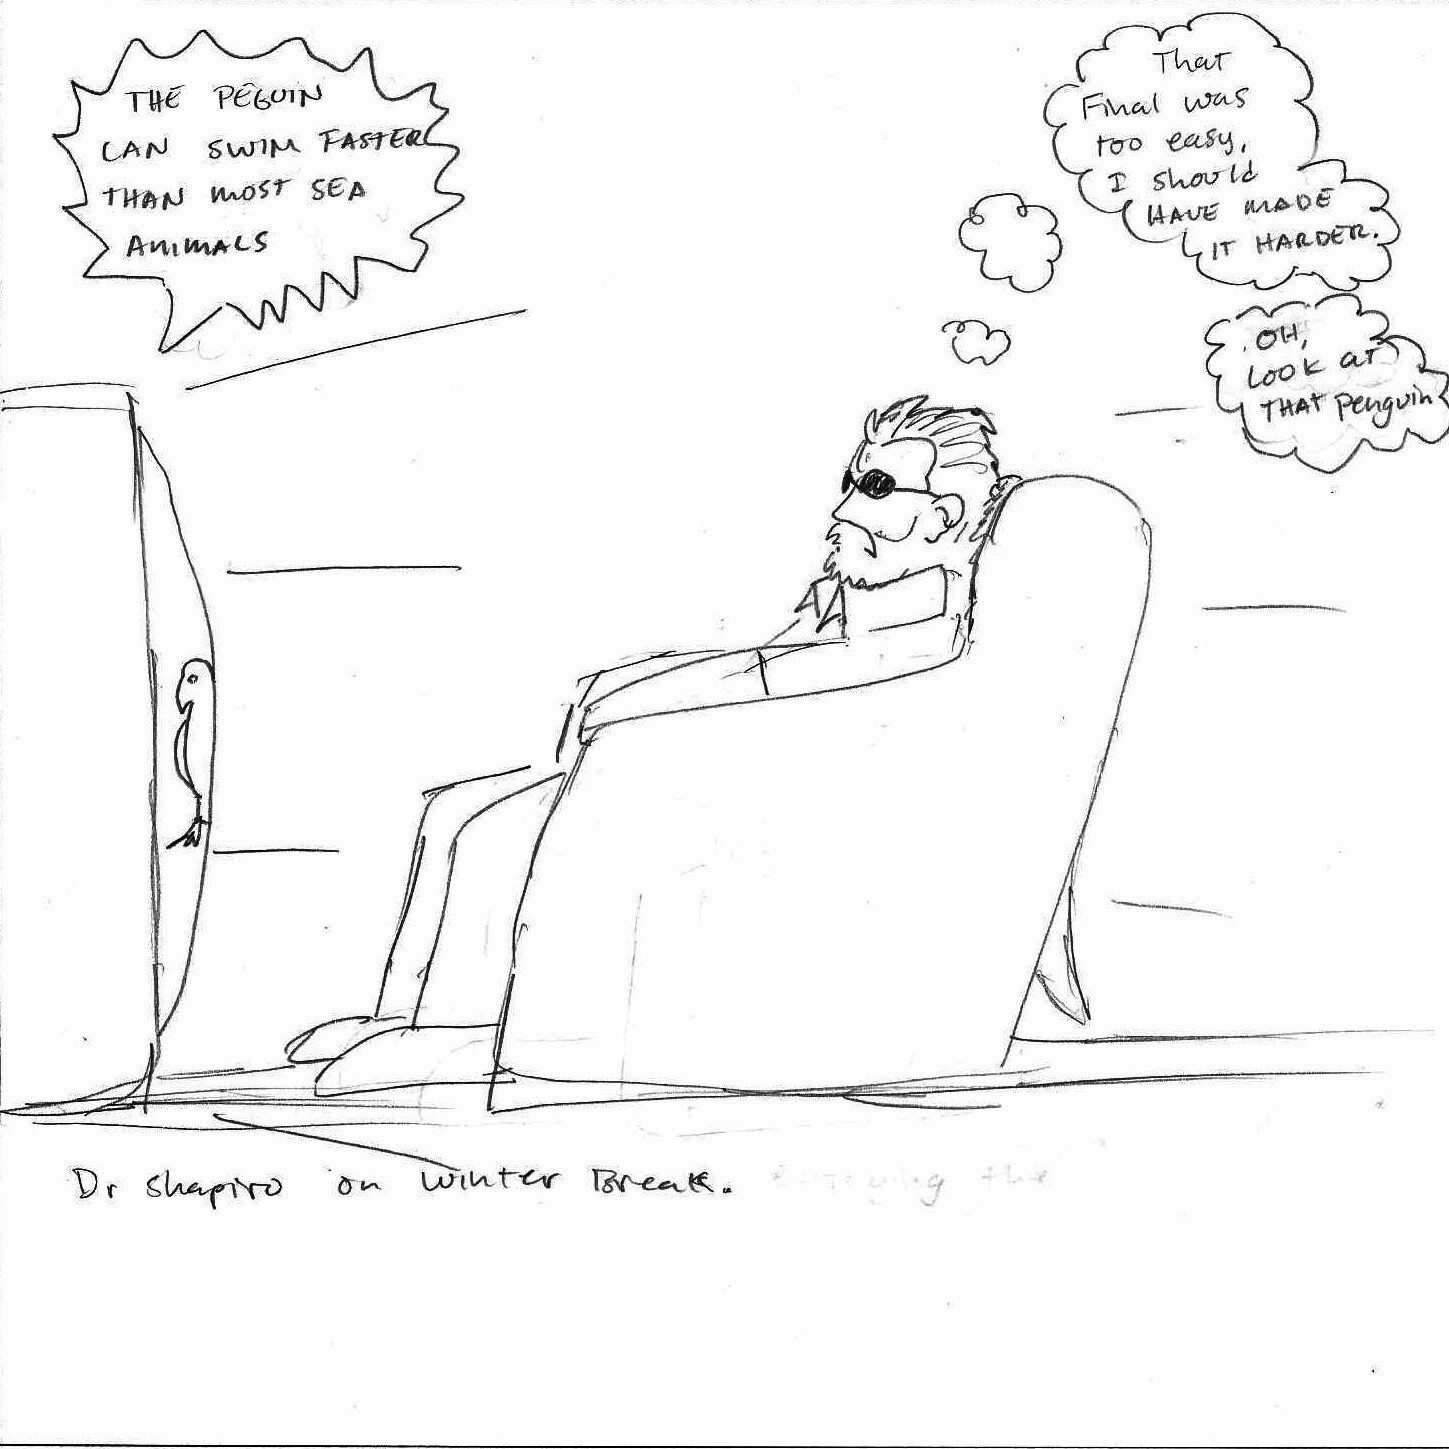 THE PEGUIN
CAN SWIM FASTER
THAN MOST SEA
ANIMALS
That
Final was
too easy,
I should
HAVE MADE
IT HARDER.
OH,
Look at
THAT Penguin
Dr Shapiro on Winter Break. the